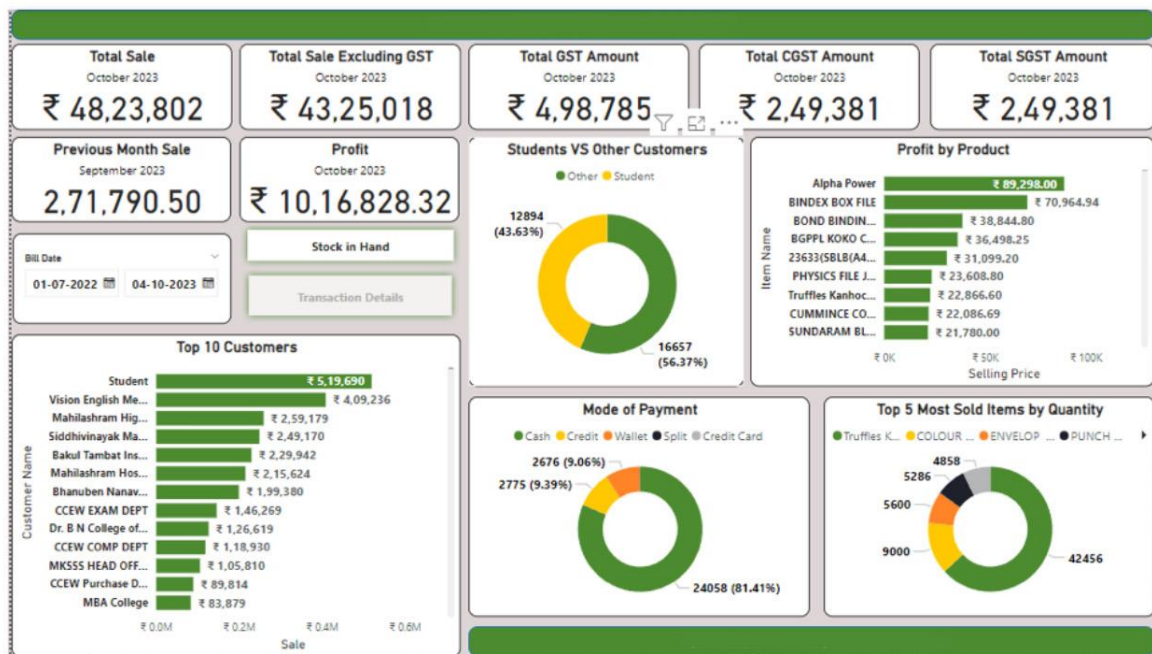 Total Sale
October 2023
₹ 48,23,802
Total Sale Excluding GST
October 2023
₹ 43,25,018
Total GST Amount
October 2023
₹ 4,98,785
Total CGST Amount
October 2023
₹ 2,49,381
Total SGST Amount
October 2023
₹ 2,49,381
Previous Month Sale
September 2023
2,71,790.50
Profit
October 2023
₹ 10,16,828.32
Bill Date
01-07-2022 04-10-2023
Stock in Hand
Transaction Details
Students VS Other Customers
Other Student
12894
(43.63%)
16657
(56.37%)
Profit by Product
Item Name
Alpha Power ₹ 89,298.00
BINDEX BOX FILE ₹ 70,964.94
BOND BINDIN... ₹ 38,844.80
BGPPL KOKO C... ₹ 36,498.25
23633(SBLB(A4... ₹ 31,099.20
PHYSICS FILE J... ₹ 23,608.80
Truffles Kanhoc... ₹ 22,866.60
CUMMINCE CO... ₹ 22,086.69
SUNDARAM BL... ₹ 21,780.00
₹ 0K ₹ 50K ₹ 100K
Selling Price
Top 10 Customers
Customer Name
Student ₹ 5,19,690
Vision English Me... ₹ 4,09,236
Mahilashram Hig... ₹ 2,59,179
Siddhivinayak Ma... ₹ 2,49,170
Bakul Tambat Ins... ₹ 2,29,942
Mahilashram Hos... ₹ 2,15,624
Bhanuben Nanav... ₹ 1,99,380
CCEW EXAM DEPT ₹ 1,46,269
Dr. B N College of... ₹ 1,26,619
CCEW COMP DEPT ₹ 1,18,930
MKSSS HEAD OFF... ₹ 1,05,810
CCEW Purchase D... ₹ 89,814
MBA College ₹ 83,879
₹ 0.0M ₹ 0.2M ₹ 0.4M ₹ 0.6M
Sale
Mode of Payment
Cash Credit Wallet Split Credit Card
2676 (9.06%)
2775 (9.39%)
24058 (81.41%)
Top 5 Most Sold Items by Quantity
Truffles K... COLOUR ... ENVELOP ... PUNCH ...
4858
5286
5600
9000
42456